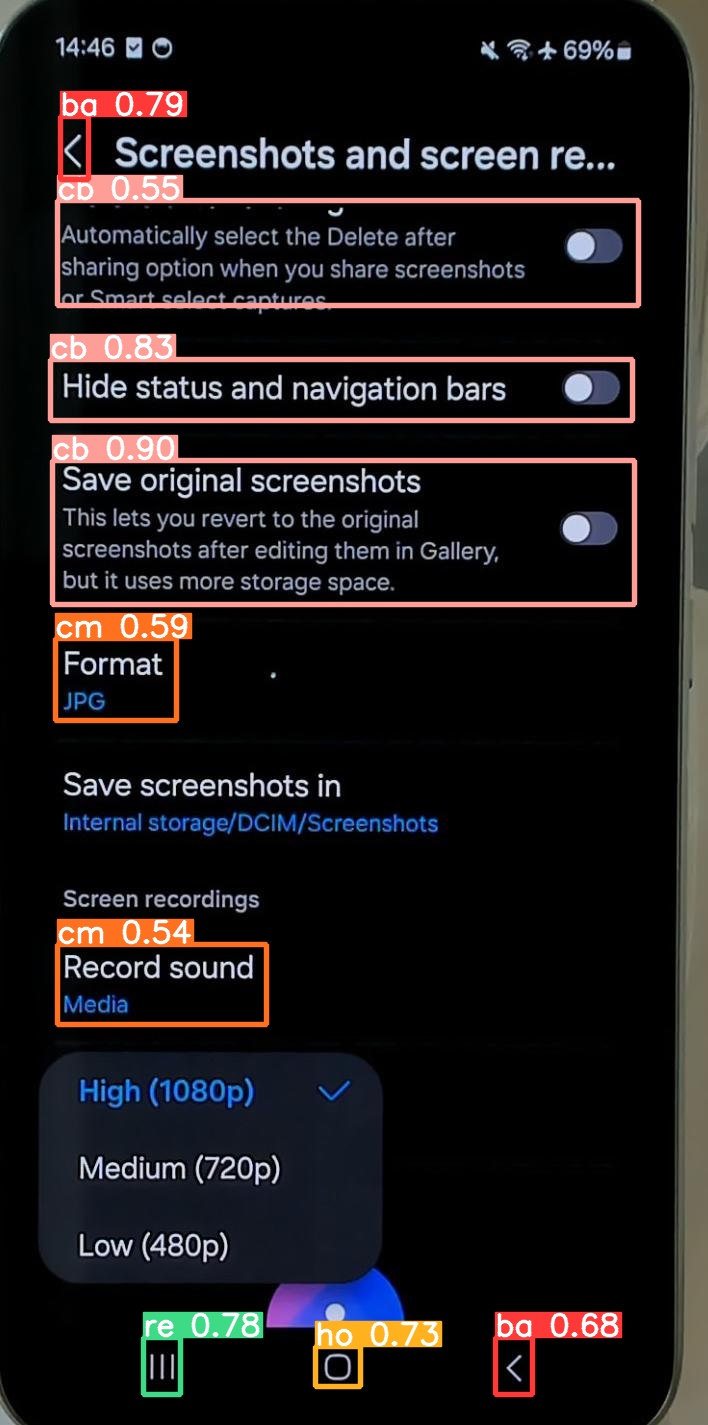 14:46
69%
ba 0.79
Screenshots and screen re...
cb 0.55
Automatically select the Delete after
sharing option when you share screenshots
or Smart select captures.
cb 0.83
Hide status and navigation bars
cb 0.90
Save original screenshots
This lets you revert to the original
screenshots after editing them in Gallery,
but it uses more storage space.
cm 0.59
Format
JPG
Save screenshots in
Internal storage/DCIM/Screenshots
Screen recordings
cm 0.54
Record sound
Media
High (1080p)
Medium (720p)
Low (480p)
re 0.78
ho 0.73
ba 0.68